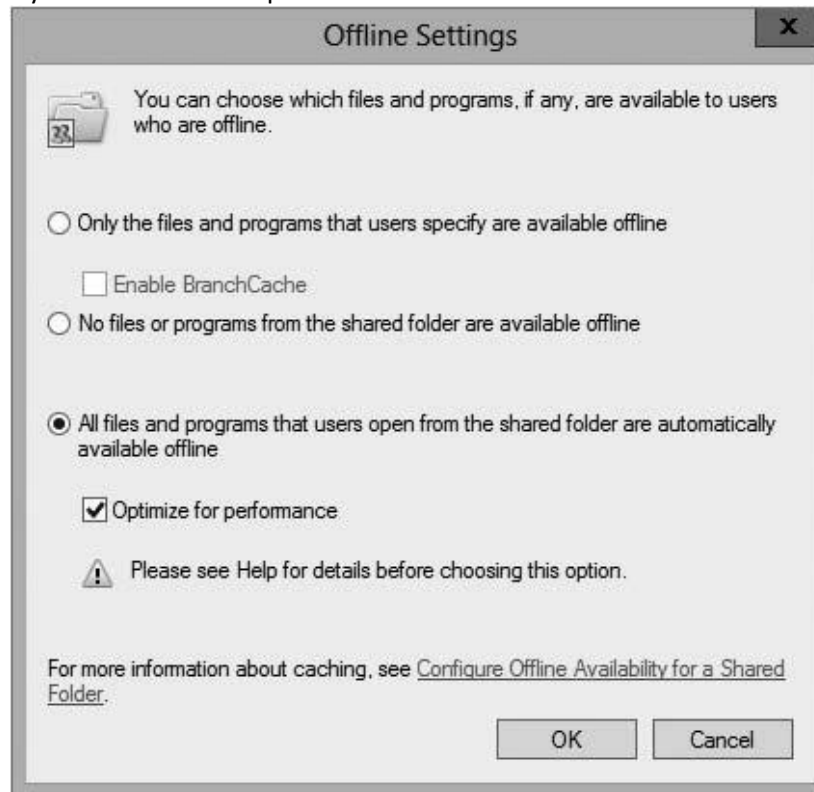 Offline Settings
x
You can choose which files and programs, if any, are available to users
who are offline.
Only the files and programs that users specify are available offline
Enable BranchCache
No files or programs from the shared folder are available offline
All files and programs that users open from the shared folder are automatically
available offline
Optimize for performance
Please see Help for details before choosing this option.
For more information about caching, see Configure Offline Availability for a Shared
Folder.
OK Cancel